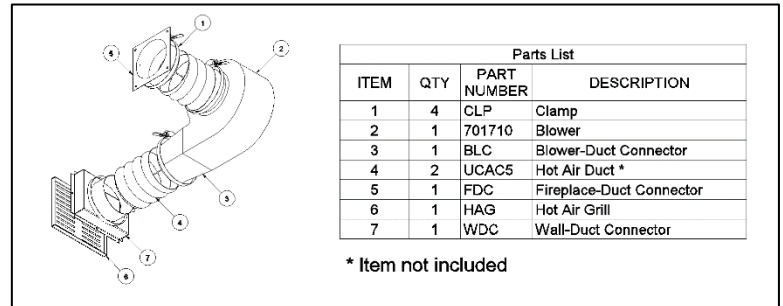 1
2
5
3
4
7
6
Parts List
ITEM QTY PART NUMBER DESCRIPTION
1 4 CLP Clamp
2 1 701710 Blower
3 1 BLC Blower-Duct Connector
4 2 UCAC5 Hot Air Duct *
5 1 FDC Fireplace-Duct Connector
6 1 HAG Hot Air Grill
7 1 WDC Wall-Duct Connector
* Item not included